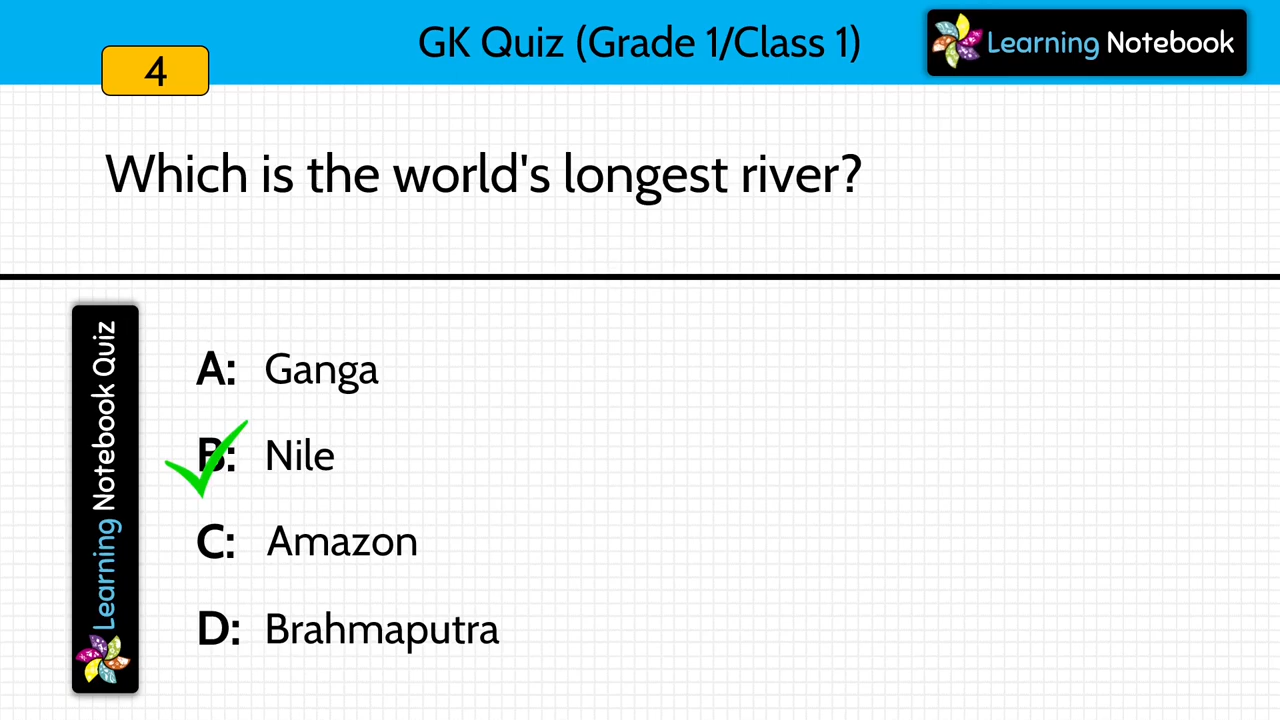 GK Quiz (Grade 1/Class 1)
Learning Notebook
4
Which is the world's longest river?
Learning Notebook Quiz
A: Ganga
B: Nile
C: Amazon
D: Brahmaputra